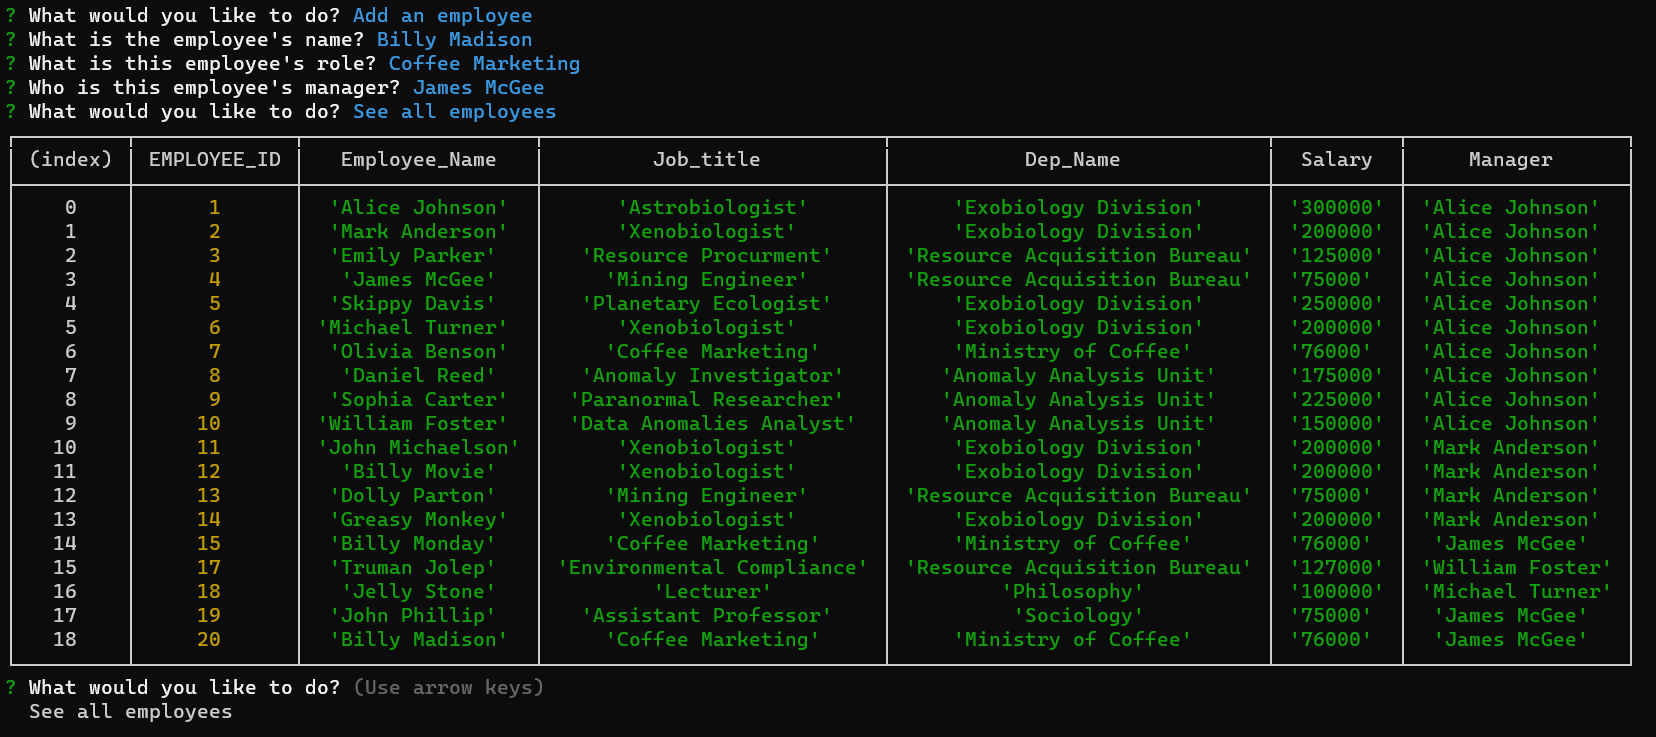 ? What would you like to do? Add an employee
? What is the employee's name? Billy Madison
? What is this employee's role? Coffee Marketing
? Who is this employee's manager? James McGee
? What would you like to do? See all employees
(index) EMPLOYEE_ID Employee_Name Job_title Dep_Name Salary Manager
0 1 'Alice Johnson' 'Astrobiologist' 'Exobiology Division' '300000' 'Alice Johnson'
1 2 'Mark Anderson' 'Xenobiologist' 'Exobiology Division' '200000' 'Alice Johnson'
2 3 'Emily Parker' 'Resource Procurment' 'Resource Acquisition Bureau' '125000' 'Alice Johnson'
3 4 'James McGee' 'Mining Engineer' 'Resource Acquisition Bureau' '75000' 'Alice Johnson'
4 5 'Skippy Davis' 'Planetary Ecologist' 'Exobiology Division' '250000' 'Alice Johnson'
5 6 'Michael Turner' 'Xenobiologist' 'Exobiology Division' '200000' 'Alice Johnson'
6 7 'Olivia Benson' 'Coffee Marketing' 'Ministry of Coffee' '76000' 'Alice Johnson'
7 8 'Daniel Reed' 'Anomaly Investigator' 'Anomaly Analysis Unit' '175000' 'Alice Johnson'
8 9 'Sophia Carter' 'Paranormal Researcher' 'Anomaly Analysis Unit' '225000' 'Alice Johnson'
9 10 'William Foster' 'Data Anomalies Analyst' 'Anomaly Analysis Unit' '150000' 'Alice Johnson'
10 11 'John Michaelson' 'Xenobiologist' 'Exobiology Division' '200000' 'Mark Anderson'
11 12 'Billy Movie' 'Xenobiologist' 'Exobiology Division' '200000' 'Mark Anderson'
12 13 'Dolly Parton' 'Mining Engineer' 'Resource Acquisition Bureau' '75000' 'Mark Anderson'
13 14 'Greasy Monkey' 'Xenobiologist' 'Exobiology Division' '200000' 'Mark Anderson'
14 15 'Billy Monday' 'Coffee Marketing' 'Ministry of Coffee' '76000' 'James McGee'
15 17 'Truman Jolep' 'Environmental Compliance' 'Resource Acquisition Bureau' '127000' 'William Foster'
16 18 'Jelly Stone' 'Lecturer' 'Philosophy' '100000' 'Michael Turner'
17 19 'John Phillip' 'Assistant Professor' 'Sociology' '75000' 'James McGee'
18 20 'Billy Madison' 'Coffee Marketing' 'Ministry of Coffee' '76000' 'James McGee'
? What would you like to do? (Use arrow keys)
See all employees